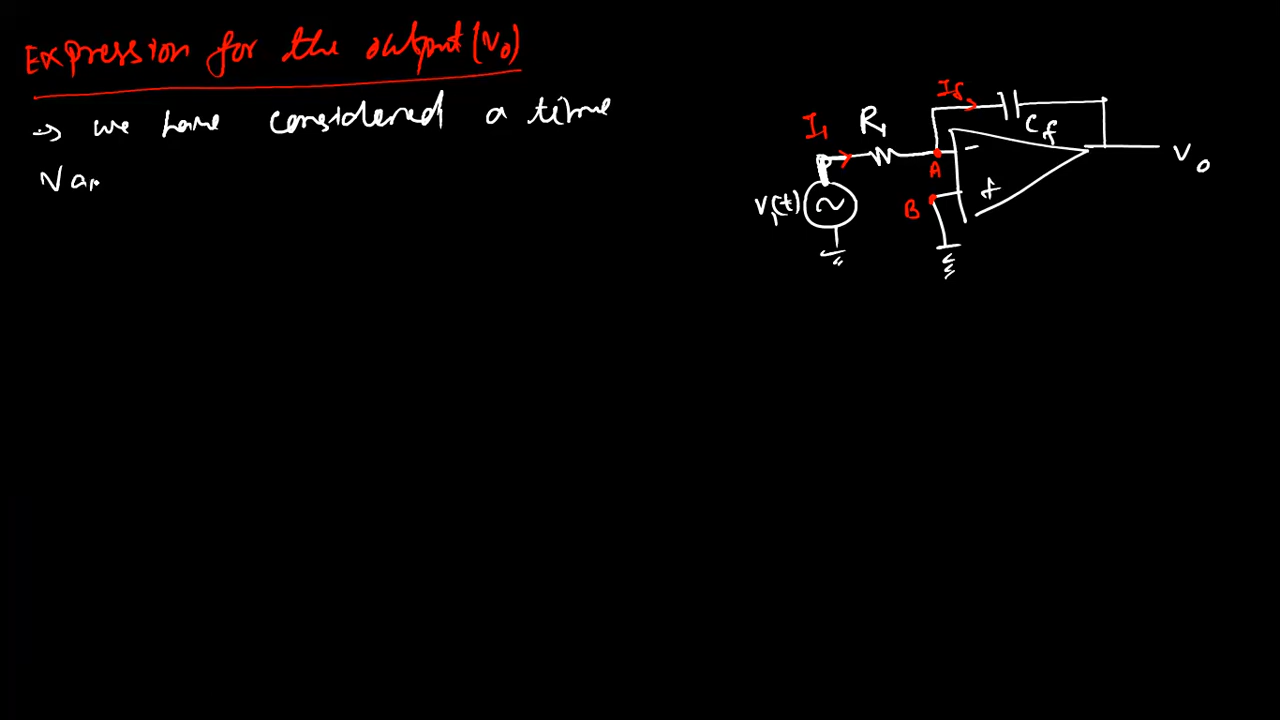 Expression for the output (V₀)
→ we have considered a time
Var
I₁
R₁
If
Cf
A
B
V₁(t)
-
+
V₀